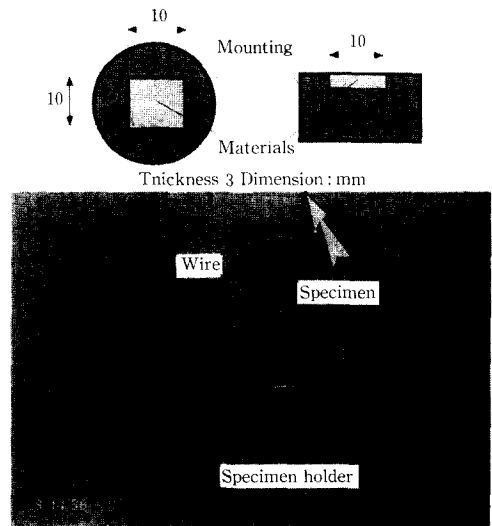 10
Mounting
10
10
Materials
Tnickness 3 Dimension : mm
Wire
Specimen
Specimen holder